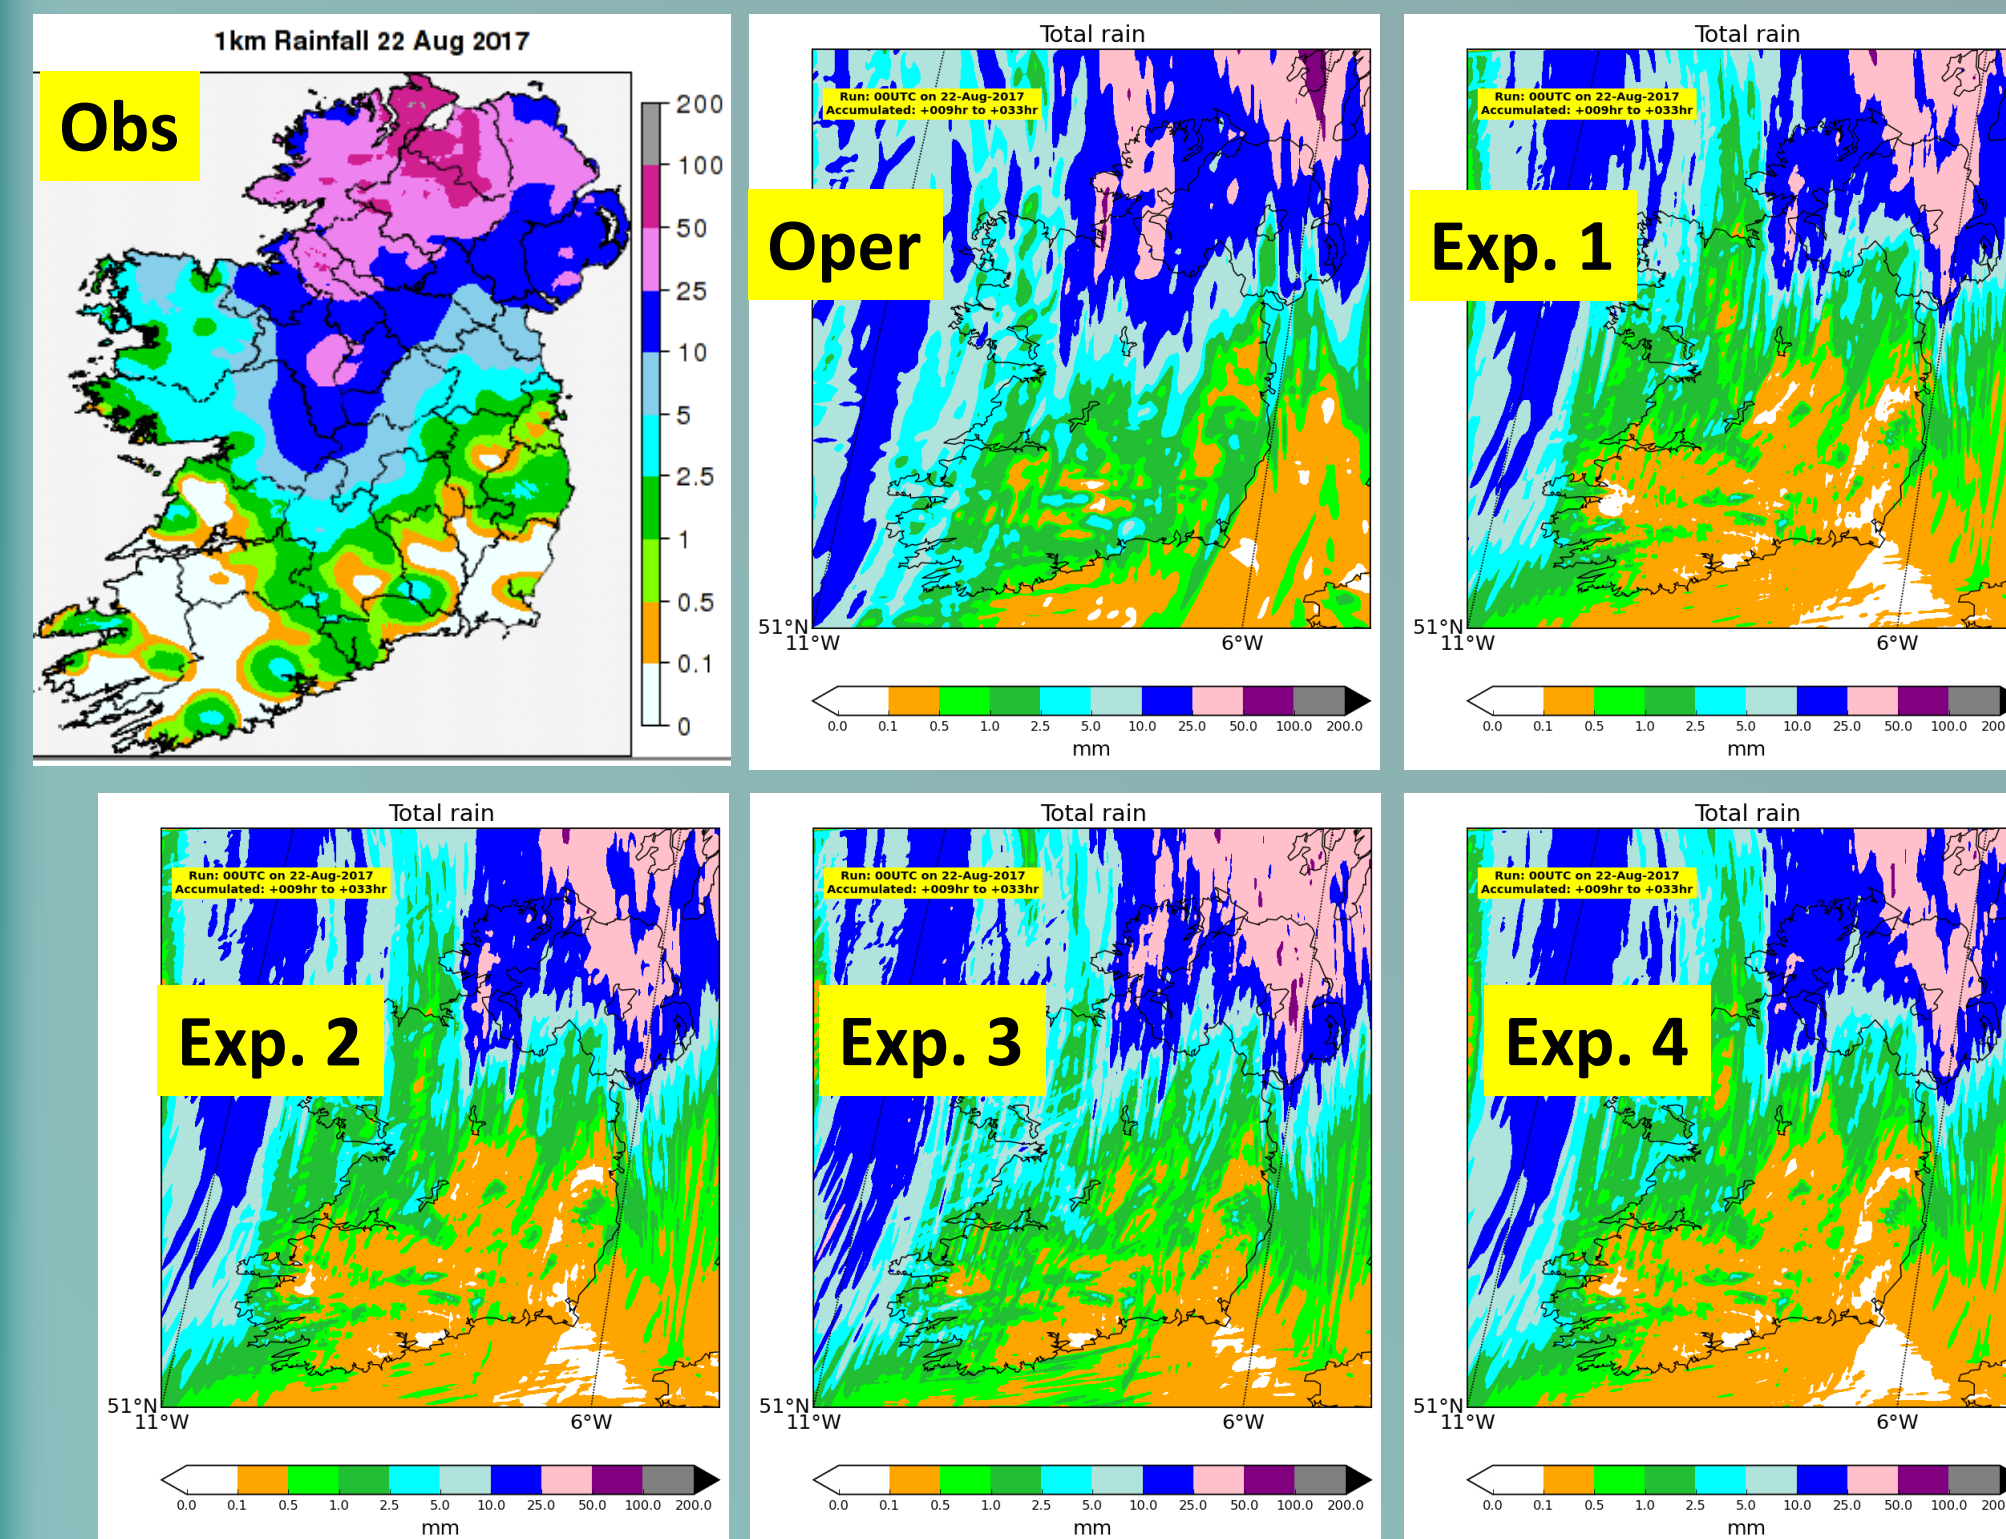 1km Rainfall 22 Aug 2017
Obs
200
100
50
25
10
5
2.5
1
0.5
0.1
0
Total rain
Run: 00UTC on 22-Aug-2017
Accumulated: +009hr to +033hr
Oper
51°N
11°W 6°W
0.0 0.1 0.5 1.0 2.5 5.0 10.0 25.0 50.0 100.0 200.0
mm
Total rain
Run: 00UTC on 22-Aug-2017
Accumulated: +009hr to +033hr
Exp. 1
51°N
11°W 6°W
0.0 0.1 0.5 1.0 2.5 5.0 10.0 25.0 50.0 100.0 200
mm
Total rain
Run: 00UTC on 22-Aug-2017
Accumulated: +009hr to +033hr
Exp. 2
51°N
11°W 6°W
0.0 0.1 0.5 1.0 2.5 5.0 10.0 25.0 50.0 100.0 200.0
mm
Total rain
Run: 00UTC on 22-Aug-2017
Accumulated: +009hr to +033hr
Exp. 3
51°N
11°W 6°W
0.0 0.1 0.5 1.0 2.5 5.0 10.0 25.0 50.0 100.0 200.0
mm
Total rain
Run: 00UTC on 22-Aug-2017
Accumulated: +009hr to +033hr
Exp. 4
51°N
11°W 6°W
0.0 0.1 0.5 1.0 2.5 5.0 10.0 25.0 50.0 100.0 200
mm